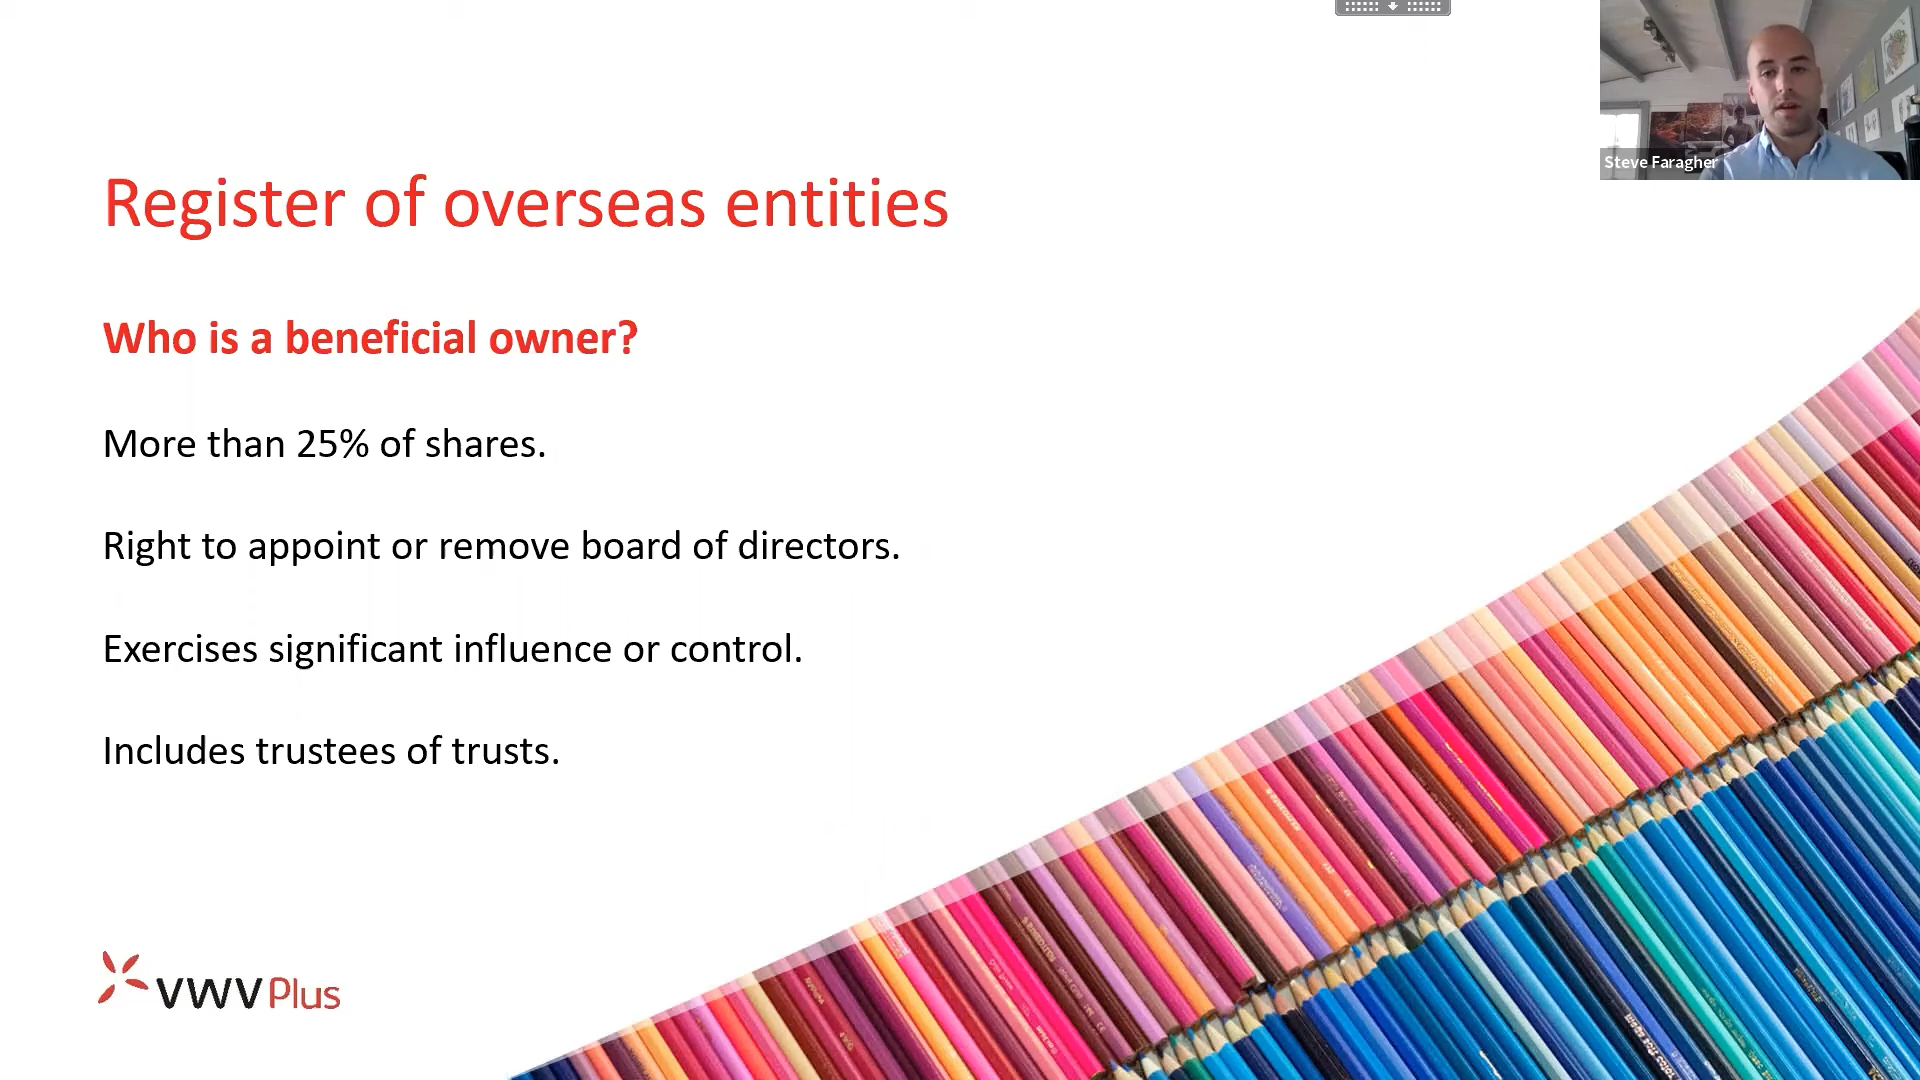 Steve Faragher
Register of overseas entities
Who is a beneficial owner?
More than 25% of shares.
Right to appoint or remove board of directors.
Exercises significant influence or control.
Includes trustees of trusts.
VWV Plus